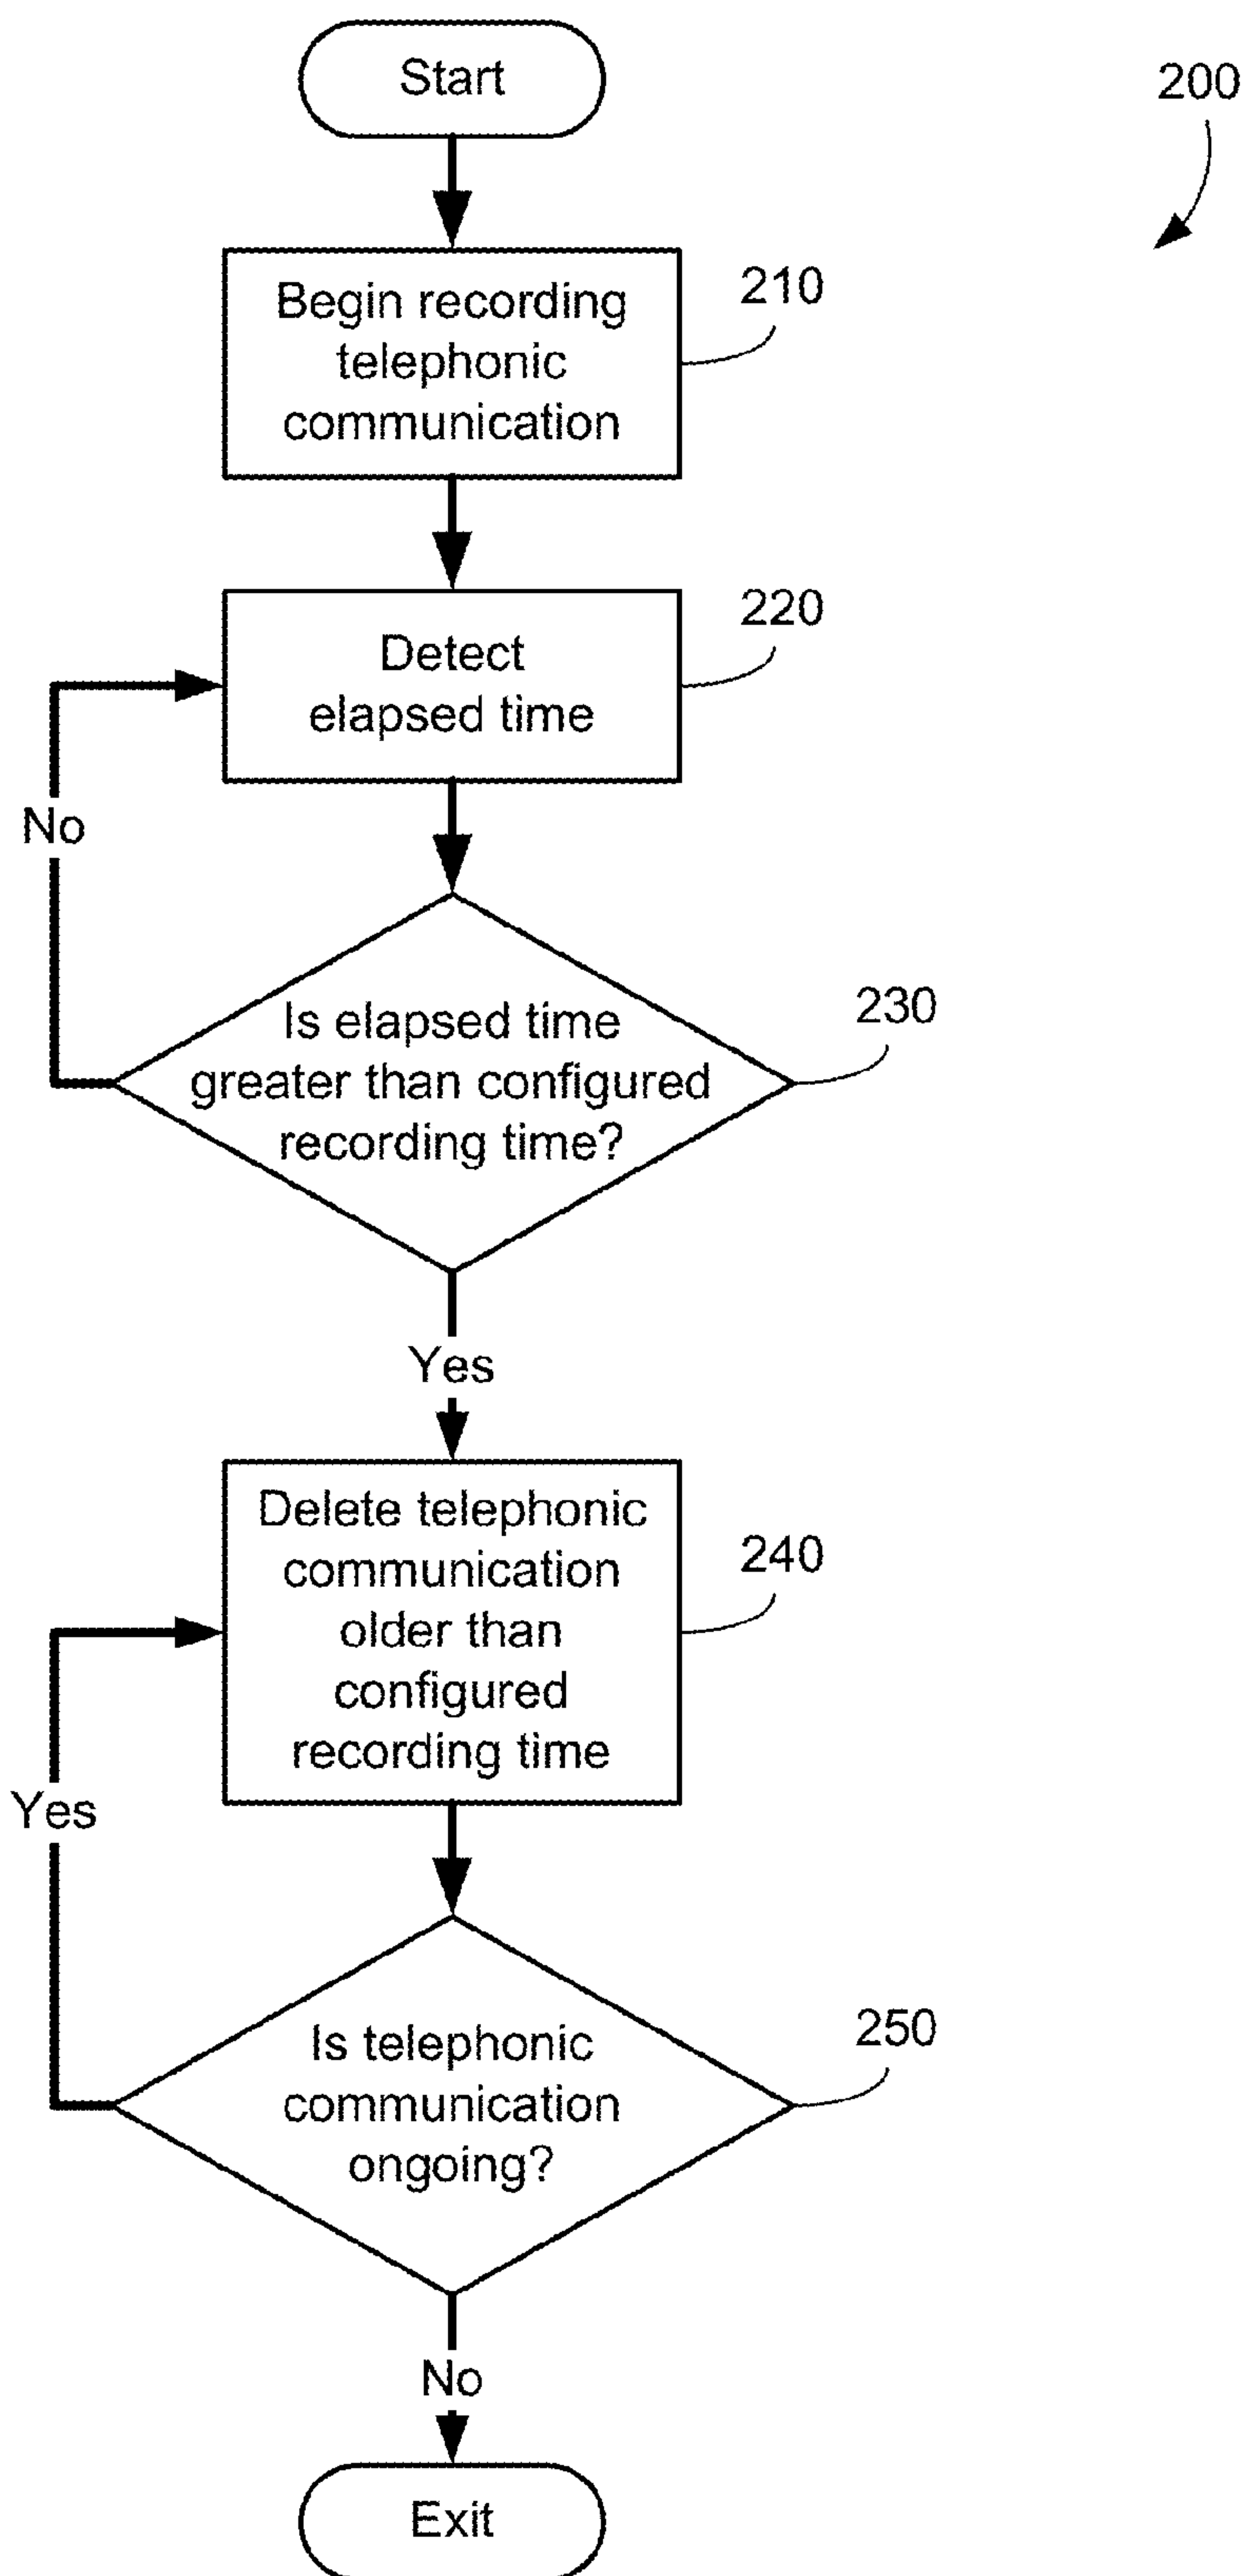 Start
200
Begin recording
telephonic
communication
210
Detect
elapsed time
220
No
Is elapsed time
greater than configured
recording time?
230
Yes
Delete telephonic
communication
older than
configured
recording time
240
Yes
Is telephonic
communication
ongoing?
250
No
Exit